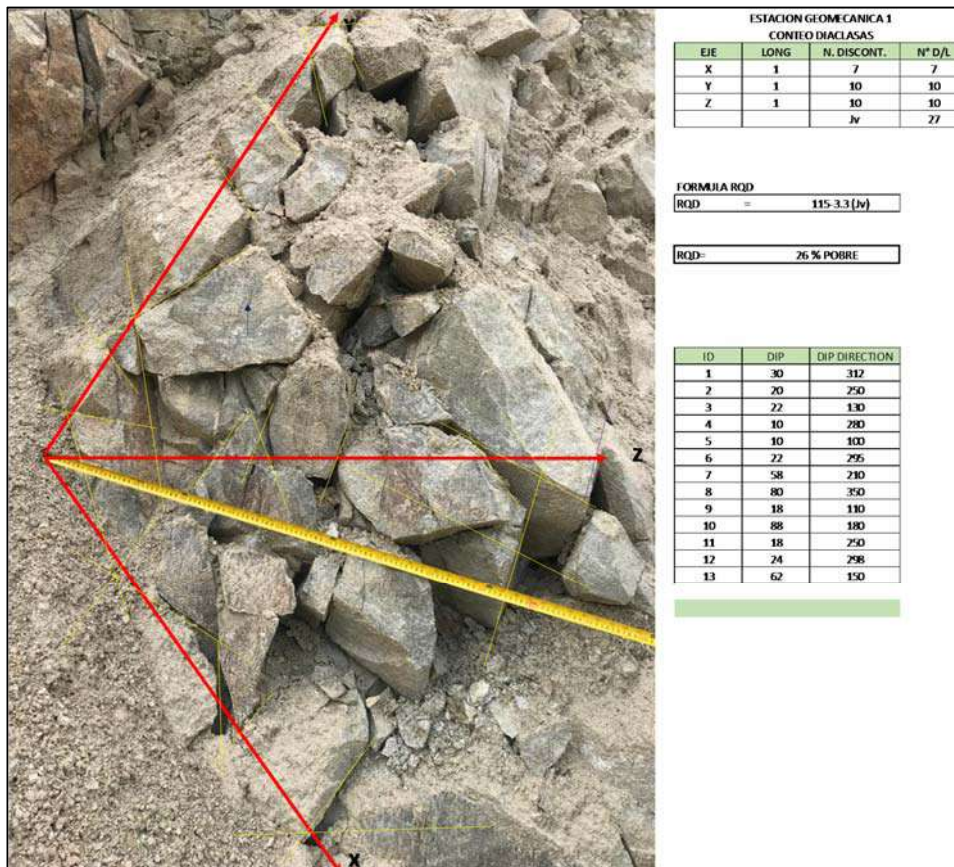 ESTACION GEOMECANICA 1
CONTEO DIACLASAS
EJE LONG N. DISCONT. N° D/L
X 1 7 7
Y 1 10 10
Z 1 10 10
Jv 27
FORMULA RQD
RQD = 115-3.3 (Jv)
RQD= 26 % POBRE
ID DIP DIP DIRECTION
1 30 312
2 20 250
3 22 130
4 10 280
5 10 100
6 22 295
7 58 210
8 80 350
9 18 110
10 88 180
11 18 250
12 24 298
13 62 150
Y
Z
X